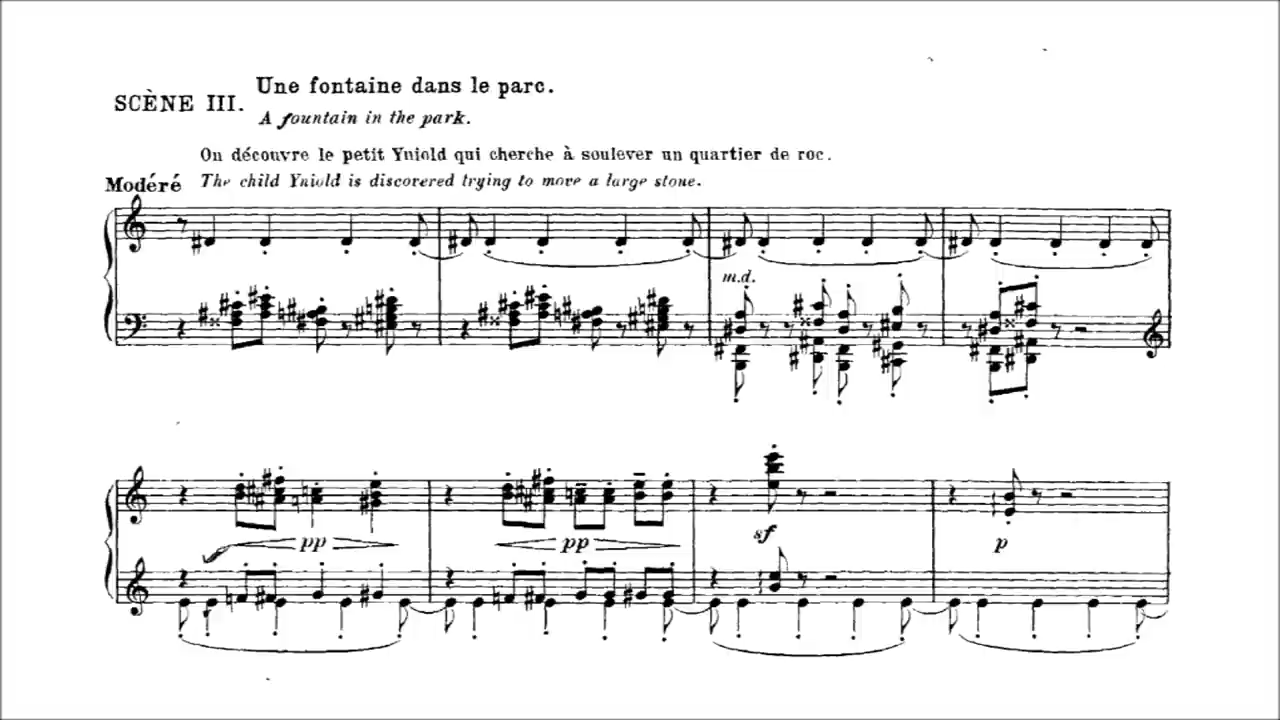 SCÈNE III.
Une fontaine dans le parc.
A fountain in the park.
On découvre le petit Yniold qui cherche à soulever un quartier de roc.
Modéré
The child Yniold is discovered trying to move a large stone.
m.d.
pp
pp
sf
p